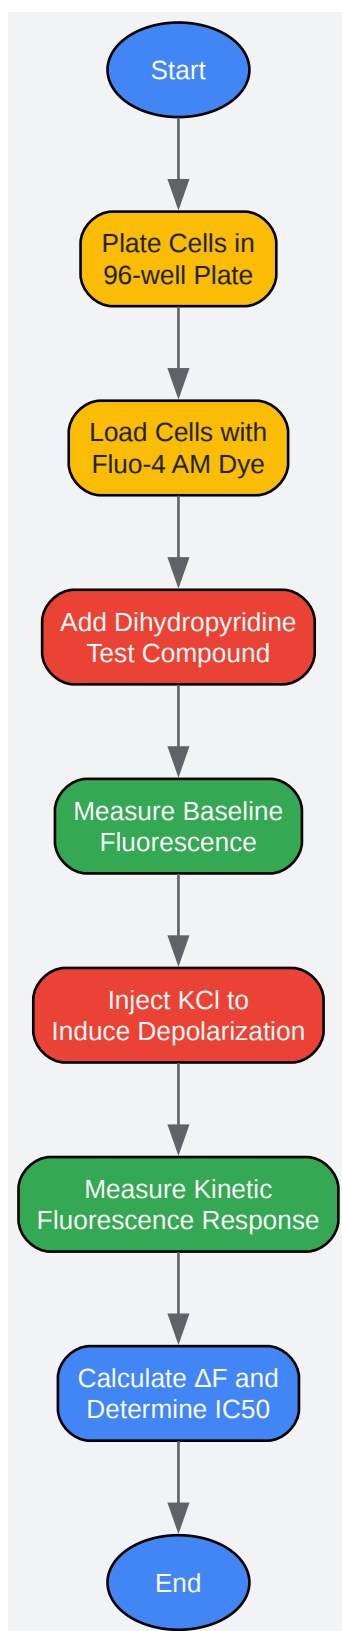 Start
Plate Cells in
96-well Plate
Load Cells with
Fluo-4 AM Dye
Add Dihydropyridine
Test Compound
Measure Baseline
Fluorescence
Inject KCl to
Induce Depolarization
Measure Kinetic
Fluorescence Response
Calculate ΔF and
Determine IC50
End